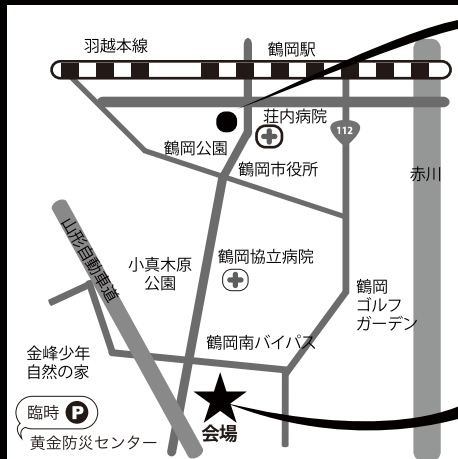 羽越本線
鶴岡駅
荘内病院
112
鶴岡公園
鶴岡市役所
赤川
山形自動車道
小真木原
公園
鶴岡協立病院
鶴岡
ゴルフ
ガーデン
鶴岡南バイパス
金峰少年
自然の家
臨時 P
黄金防災センター
会場